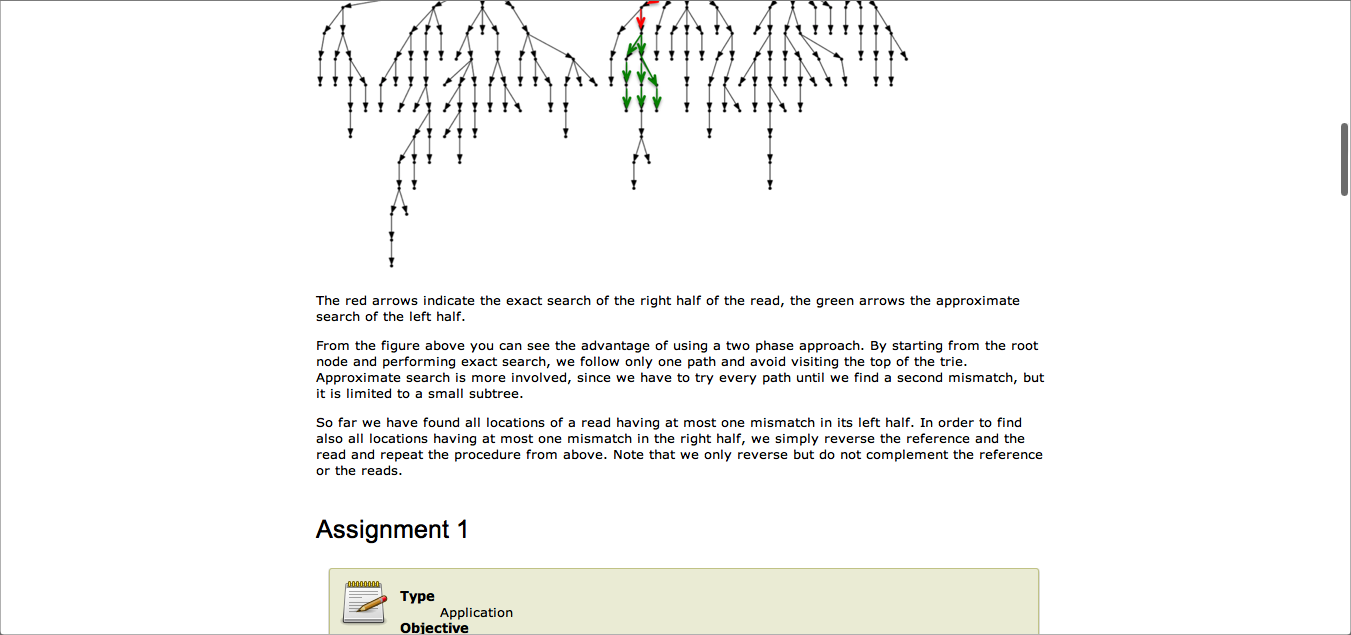 The red arrows indicate the exact search of the right half of the read, the green arrows the approximate
search of the left half.
From the figure above you can see the advantage of using a two phase approach. By starting from the root
node and performing exact search, we follow only one path and avoid visiting the top of the trie.
Approximate search is more involved, since we have to try every path until we find a second mismatch, but
it is limited to a small subtree.
So far we have found all locations of a read having at most one mismatch in its left half. In order to find
also all locations having at most one mismatch in the right half, we simply reverse the reference and the
read and repeat the procedure from above. Note that we only reverse but do not complement the reference
or the reads.
Assignment 1
Type
Application
Objective